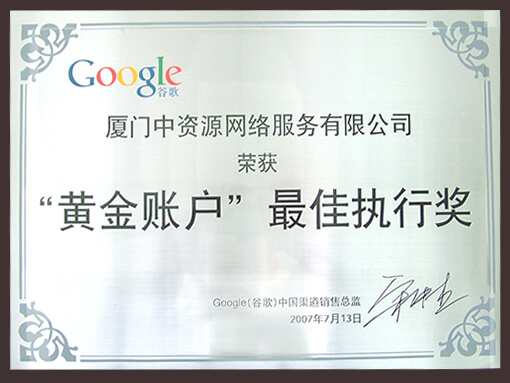 Google
谷歌
厦门中资源网络服务有限公司
荣获
“黄金账户”最佳执行奖
Google(谷歌)中国渠道销售总监
2007年7月13日